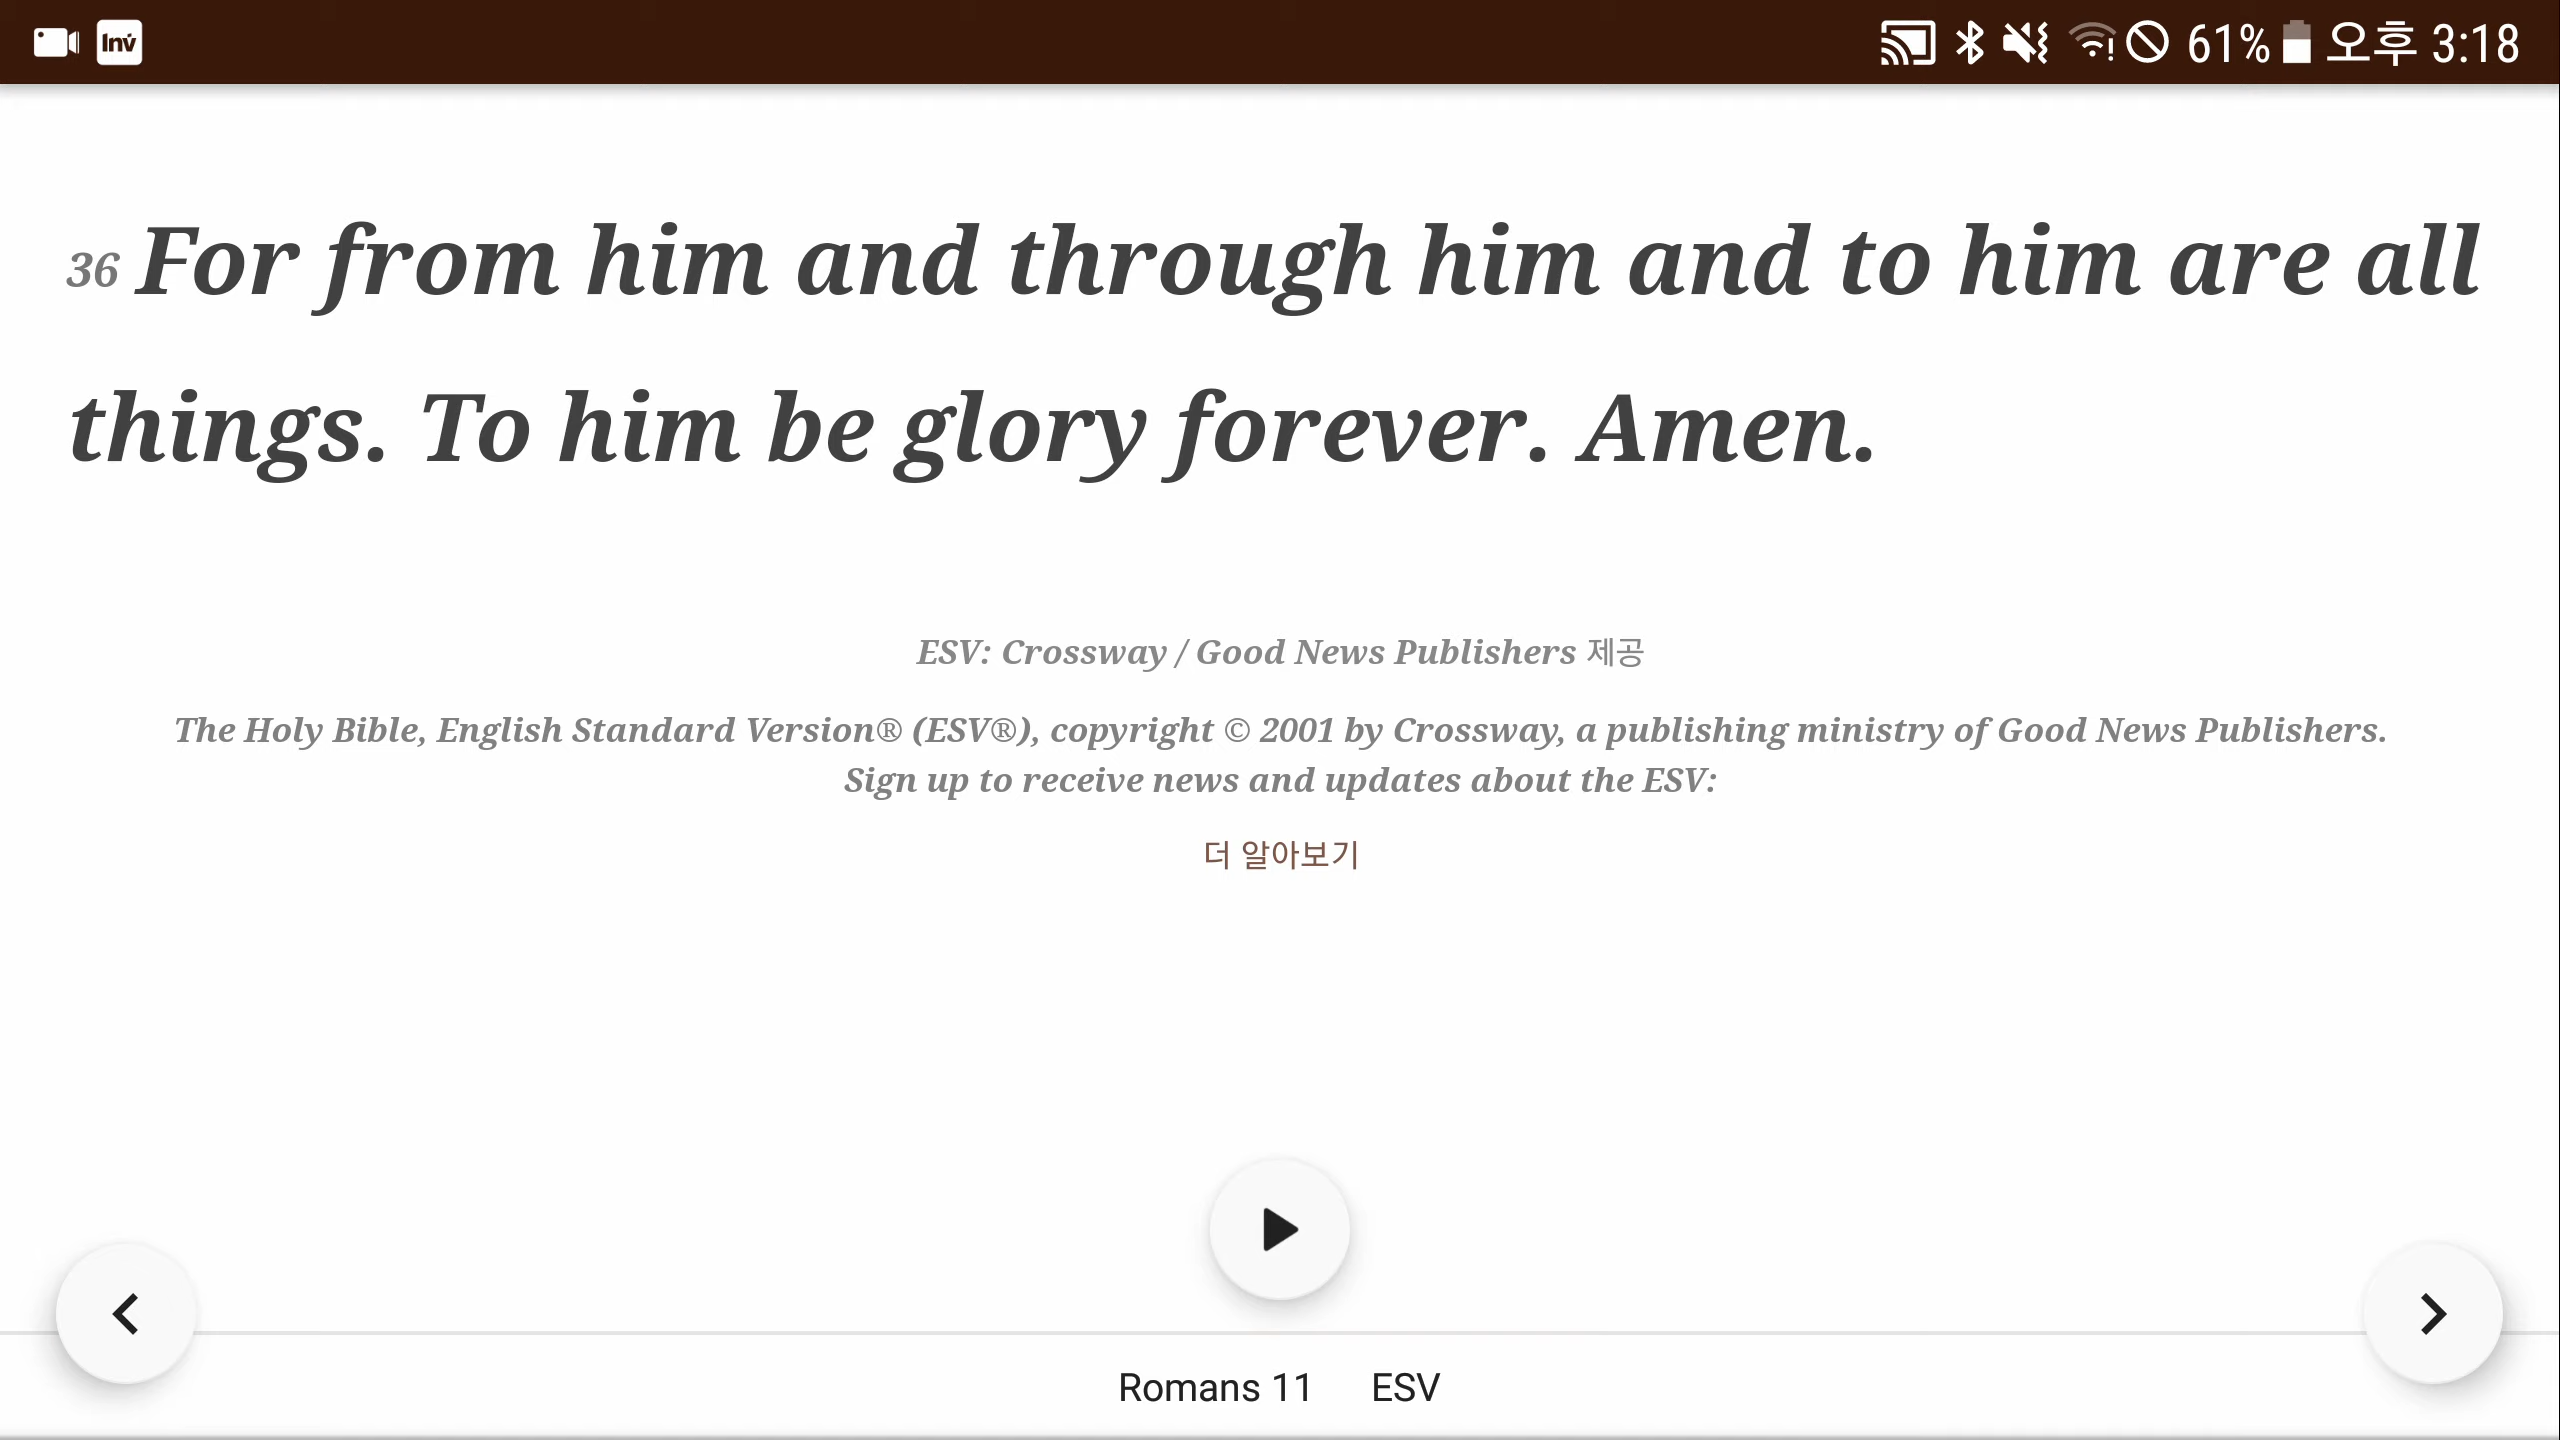 Inv 61% 오후 3:18
36 For from him and through him and to him are all
things. To him be glory forever. Amen.
ESV: Crossway / Good News Publishers 제공
The Holy Bible, English Standard Version® (ESV®), copyright © 2001 by Crossway, a publishing ministry of Good News Publishers.
Sign up to receive news and updates about the ESV:
더 알아보기
Romans 11 ESV